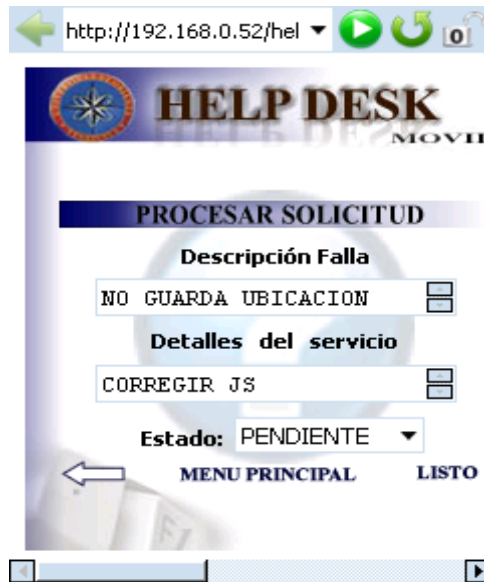 http://192.168.0.52/hel
HELP DESK
MOVIL
PROCESAR SOLICITUD
Descripción Falla
NO GUARDA UBICACION
Detalles del servicio
CORREGIR JS
Estado: PENDIENTE
MENU PRINCIPAL LISTO